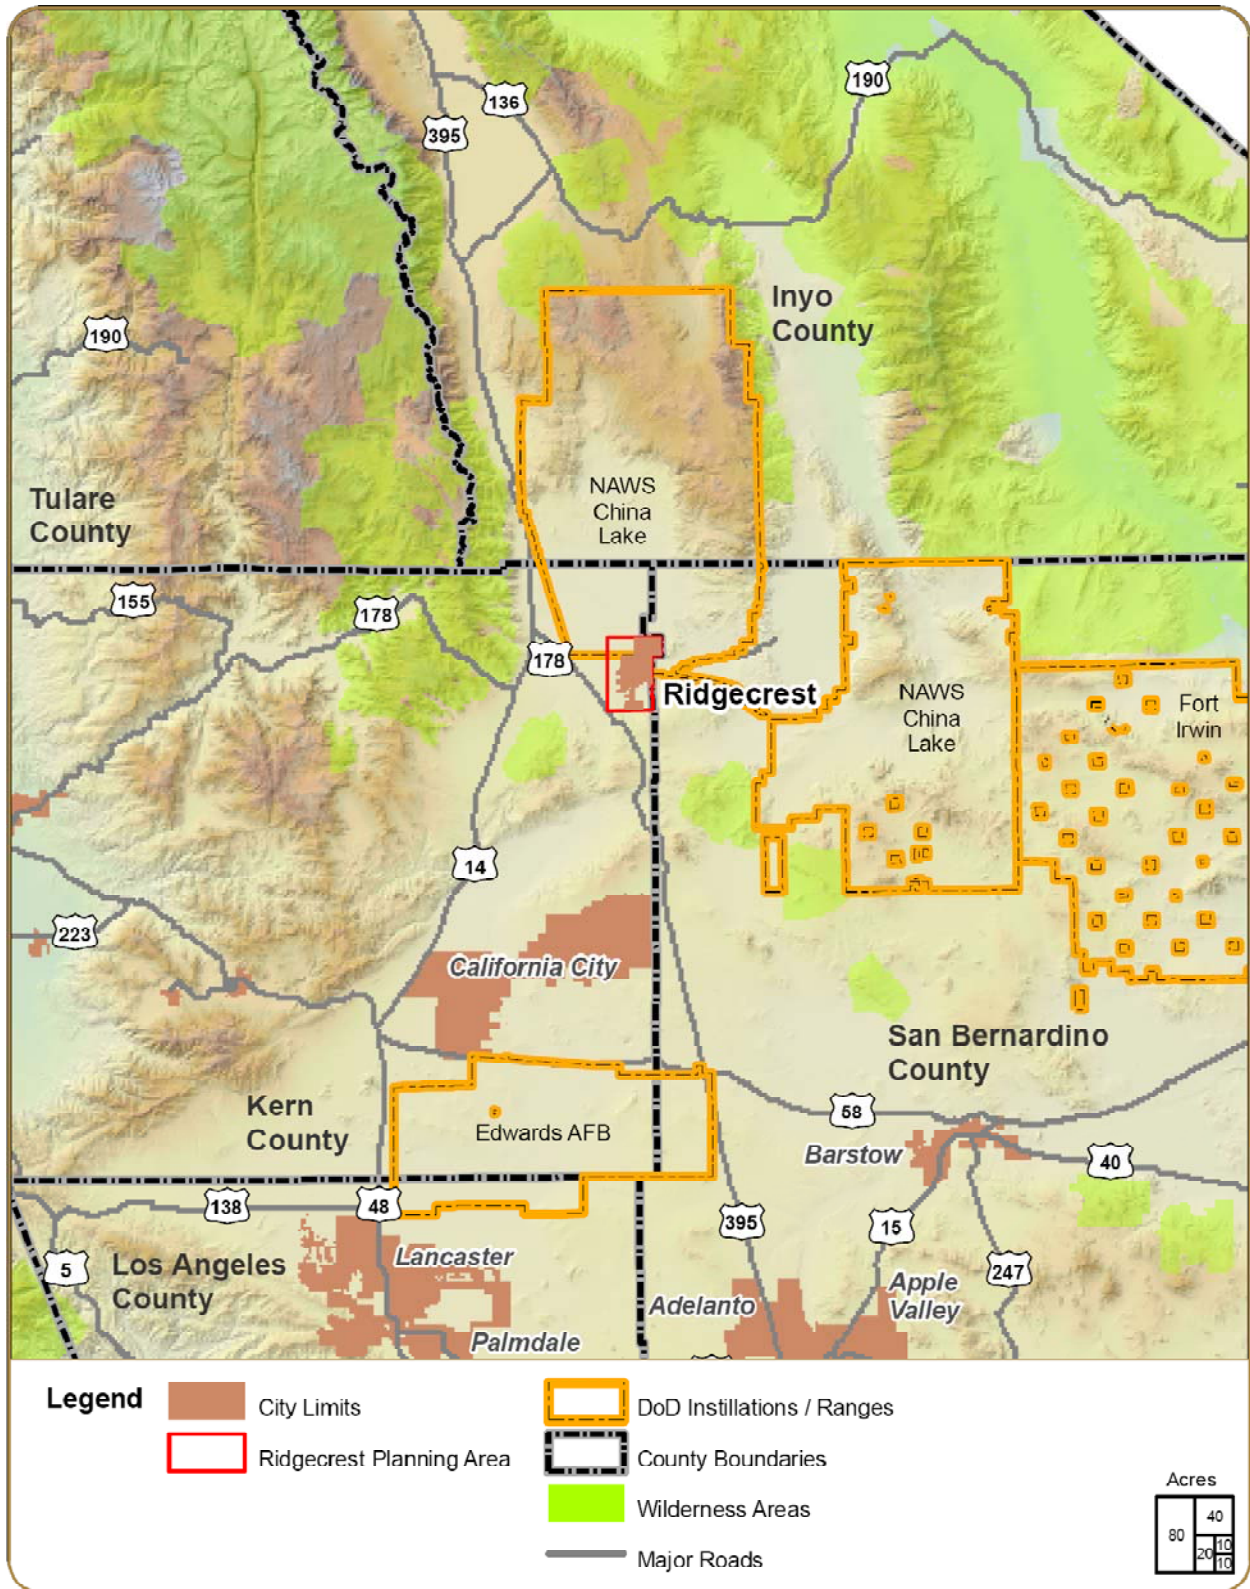 190
136
395
Inyo
County
190
NAWS
China
Lake
Tulare
County
155
178
178
Ridgecrest
NAWS
China
Lake
Fort
Irwin
14
223
California City
San Bernardino
County
Kern
County
Edwards AFB
58
Barstow
40
138
48
395
15
5
Los Angeles
County
Lancaster
247
Adelanto
Apple
Valley
Palmdale
Legend
City Limits
DoD Instillations / Ranges
Ridgecrest Planning Area
County Boundaries
Wilderness Areas
Major Roads
Acres
80
40
20
10
10